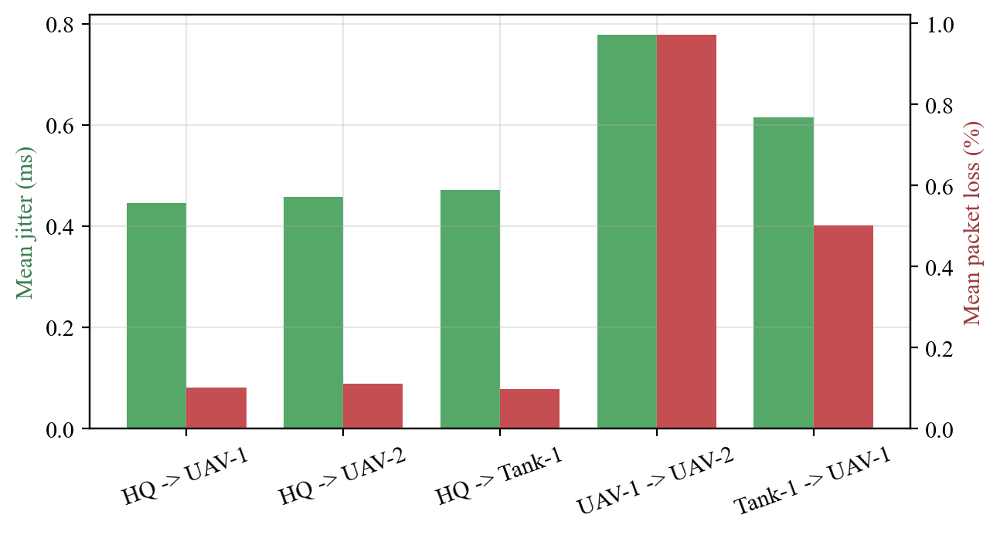 Mean jitter (ms)
0.8
0.6
0.4
0.2
0.0
1.0
0.8
0.6
0.4
0.2
0.0
Mean packet loss (%)
HQ -> UAV-1
HQ -> UAV-2
HQ -> Tank-1
UAV-1 -> UAV-2
Tank-1 -> UAV-1